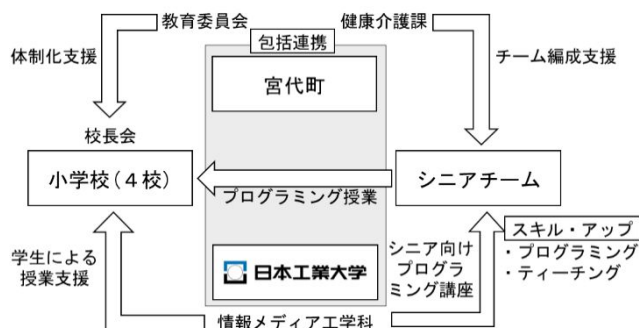 教育委員会
健康介護課
包括連携
体制化支援
チーム編成支援
宮代町
校長会
小学校(4校)
シニアチーム
プログラミング授業
学生による
授業支援
日本工業大学
シニア向け
プログラ
ミング講座
スキル・アップ
・プログラミング
・ティーチング
情報メディア工学科